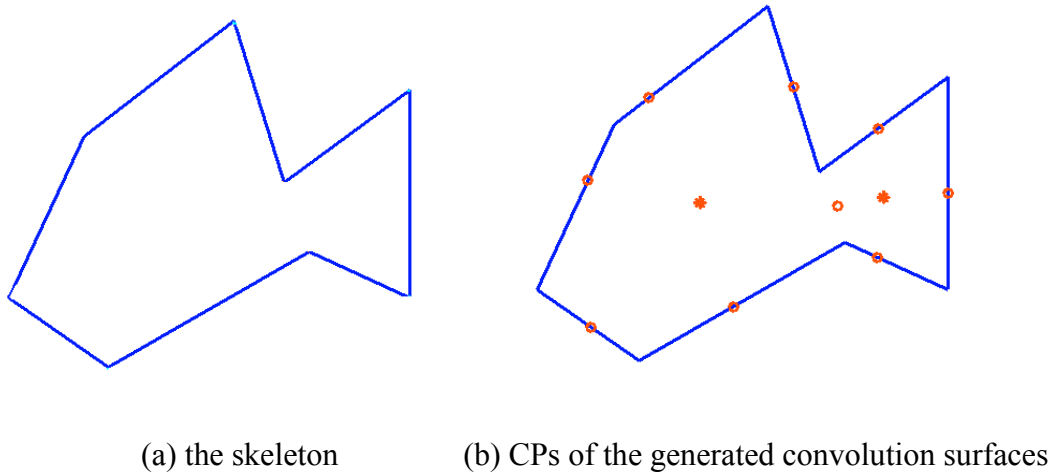 (a) the skeleton
(b) CPs of the generated convolution surfaces